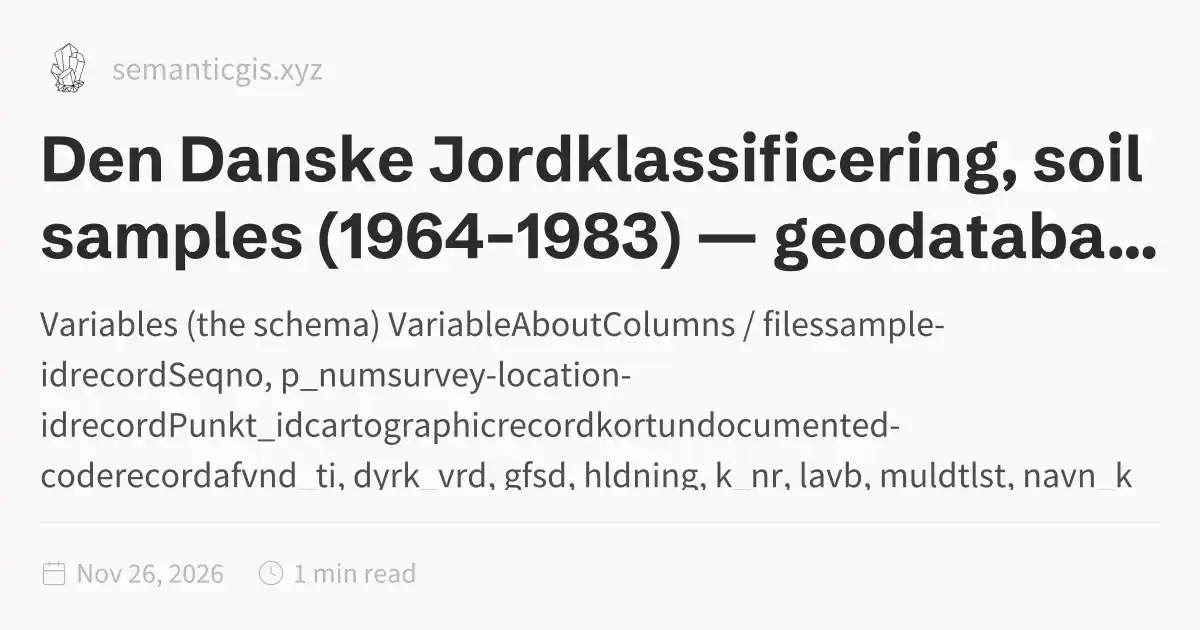 semanticgis.xyz
Den Danske Jordklassificering, soil
samples (1964–1983) — geodataba...
Variables (the schema) VariableAboutColumns / filessample-
idrecordSeqno, p_numsurvey-location-
idrecordPunkt_idcartographicrecordkortundocumented-
coderecordafvnd_ti, dyrk_vrd, gfsd, hldning, k_nr, lavb, muldtlst, navn_k
Nov 26, 2026 1 min read